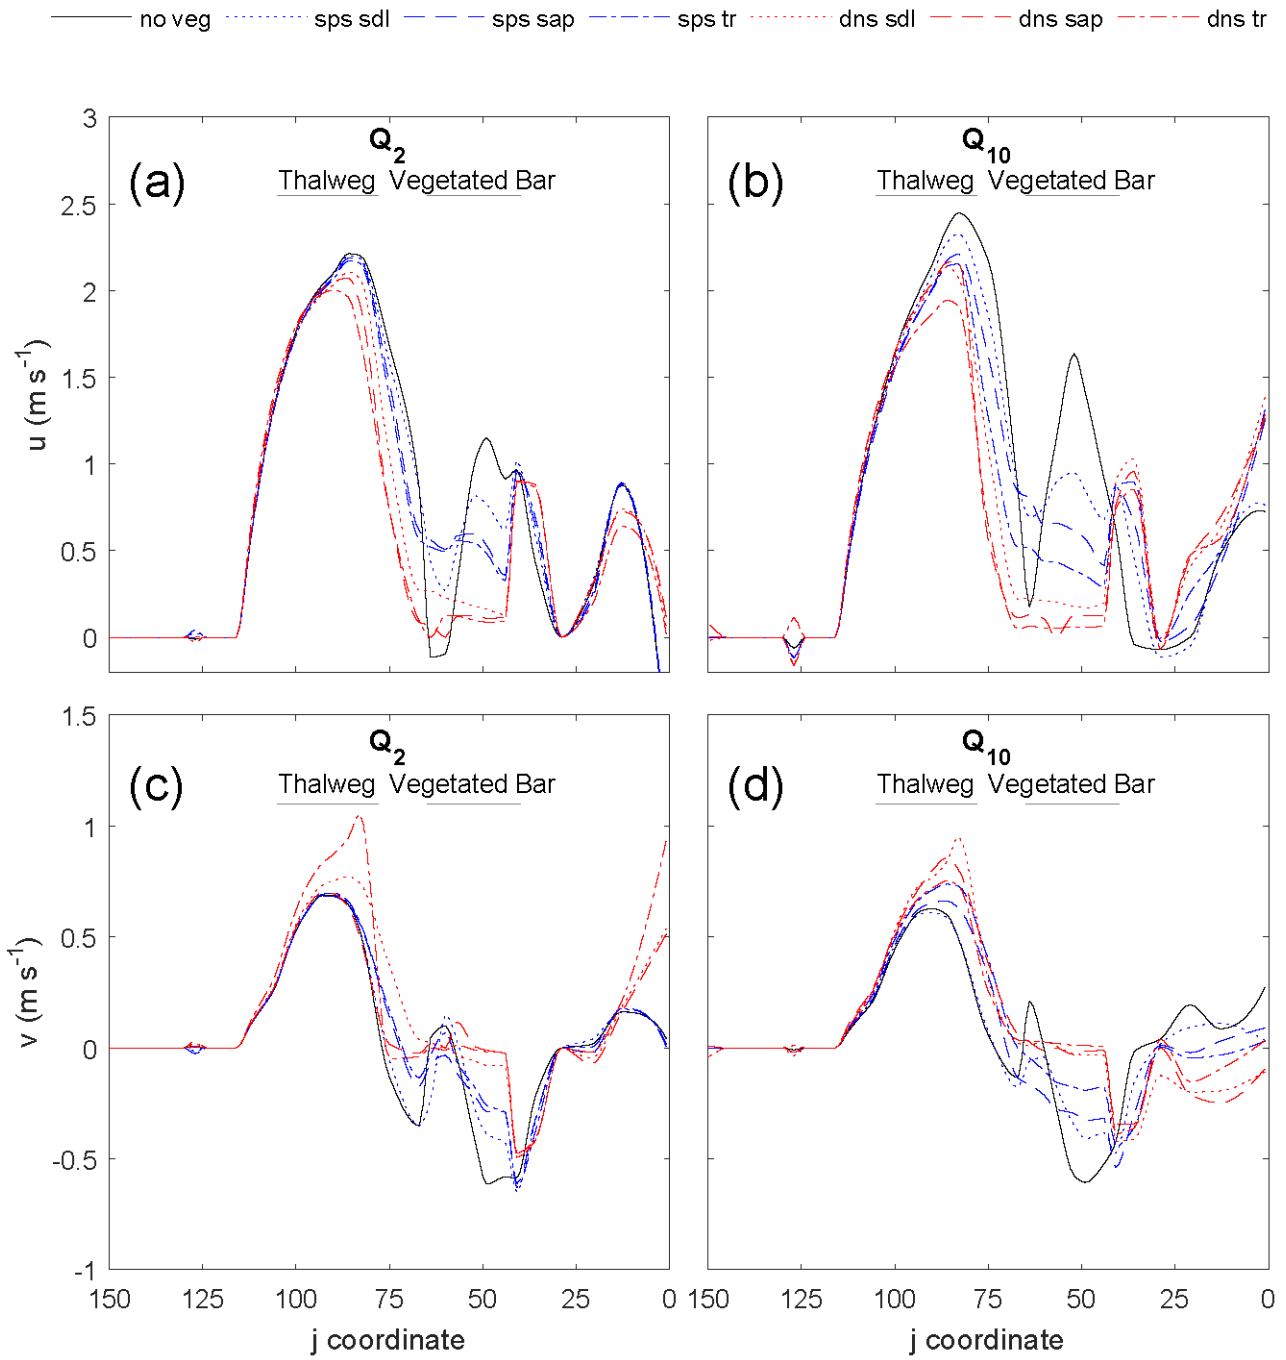 no veg sps sdl sps sap sps tr dns sdl dns sap dns tr
3
2.5
2
1.5
1
0.5
0
u (m s⁻¹)
(a)
Q₂
Thalweg Vegetated Bar
(b)
Q₁₀
Thalweg Vegetated Bar
1.5
1
0.5
0
-0.5
-1
v (m s⁻¹)
(c)
Q₂
Thalweg Vegetated Bar
(d)
Q₁₀
Thalweg Vegetated Bar
150 125 100 75 50 25 0
150 125 100 75 50 25 0
j coordinate
j coordinate